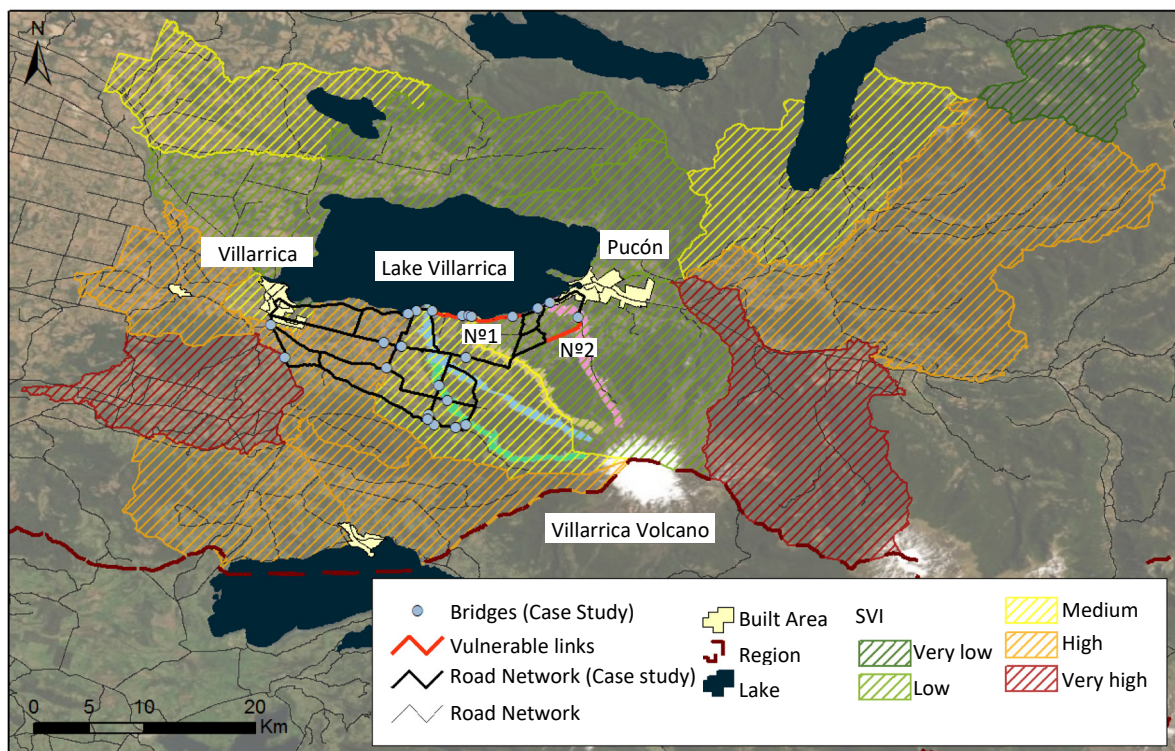 N
Villarrica
Lake Villarrica
Pucón
Nº1
Nº2
Villarrica Volcano
Bridges (Case Study)
Vulnerable links
Road Network (Case study)
Road Network
Built Area
Region
Lake
SVI
Very low
Low
Medium
High
Very high
0 5 10 20
Km